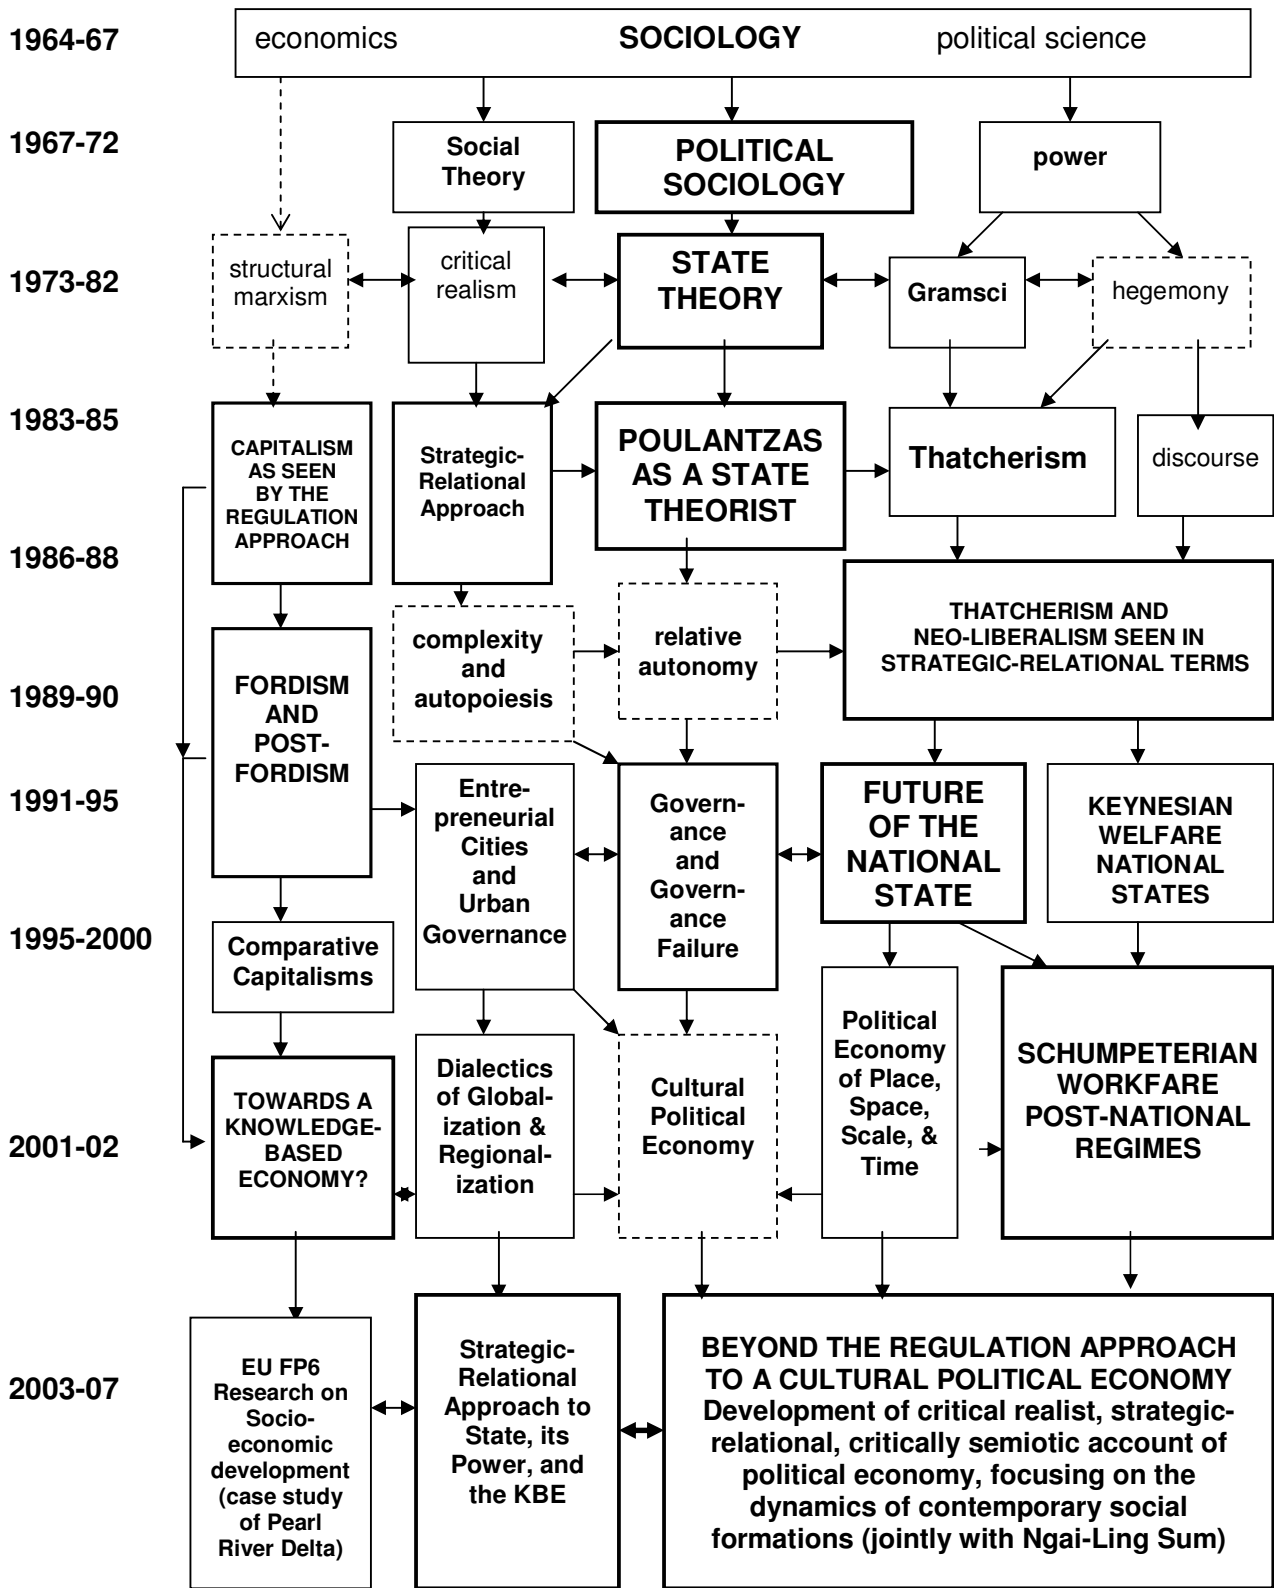 1964-67
economics SOCIOLOGY political science
1967-72
Social
Theory
POLITICAL
SOCIOLOGY
power
1973-82
structural
marxism
critical
realism
STATE
THEORY
Gramsci
hegemony
1983-85
CAPITALISM
AS SEEN
BY THE
REGULATION
APPROACH
Strategic-
Relational
Approach
POULANTZAS
AS A STATE
THEORIST
Thatcherism
discourse
1986-88
complexity
and
autopoiesis
relative
autonomy
THATCHERISM AND
NEO-LIBERALISM SEEN IN
STRATEGIC-RELATIONAL TERMS
1989-90
FORDISM
AND
POST-
FORDISM
1991-95
Entre-
preneurial
Cities
and
Urban
Governance
Govern-
ance
and
Govern-
ance
Failure
FUTURE
OF THE
NATIONAL
STATE
KEYNESIAN
WELFARE
NATIONAL
STATES
1995-2000
Comparative
Capitalisms
Political
Economy
of Place,
Space,
Scale, &
Time
SCHUMPETERIAN
WORKFARE
POST-NATIONAL
REGIMES
2001-02
TOWARDS A
KNOWLEDGE-
BASED
ECONOMY?
Dialectics
of Global-
ization &
Regional-
ization
Cultural
Political
Economy
2003-07
EU FP6
Research on
Socio-
economic
development
(case study
of Pearl
River Delta)
Strategic-
Relational
Approach to
State, its
Power, and
the KBE
BEYOND THE REGULATION APPROACH
TO A CULTURAL POLITICAL ECONOMY
Development of critical realist, strategic-
relational, critically semiotic account of
political economy, focusing on the
dynamics of contemporary social
formations (jointly with Ngai-Ling Sum)